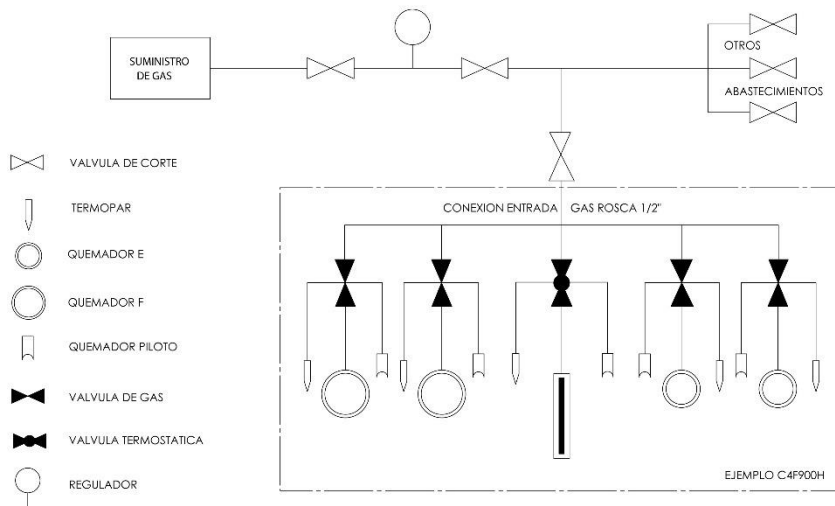 SUMINISTRO
DE GAS
OTROS
ABASTECIMIENTOS
VALVULA DE CORTE
TERMOPAR
QUEMADOR E
QUEMADOR F
QUEMADOR PILOTO
VALVULA DE GAS
VALVULA TERMOSTATICA
REGULADOR
CONEXION ENTRADA GAS ROSCA 1/2"
EJEMPLO C4F900H